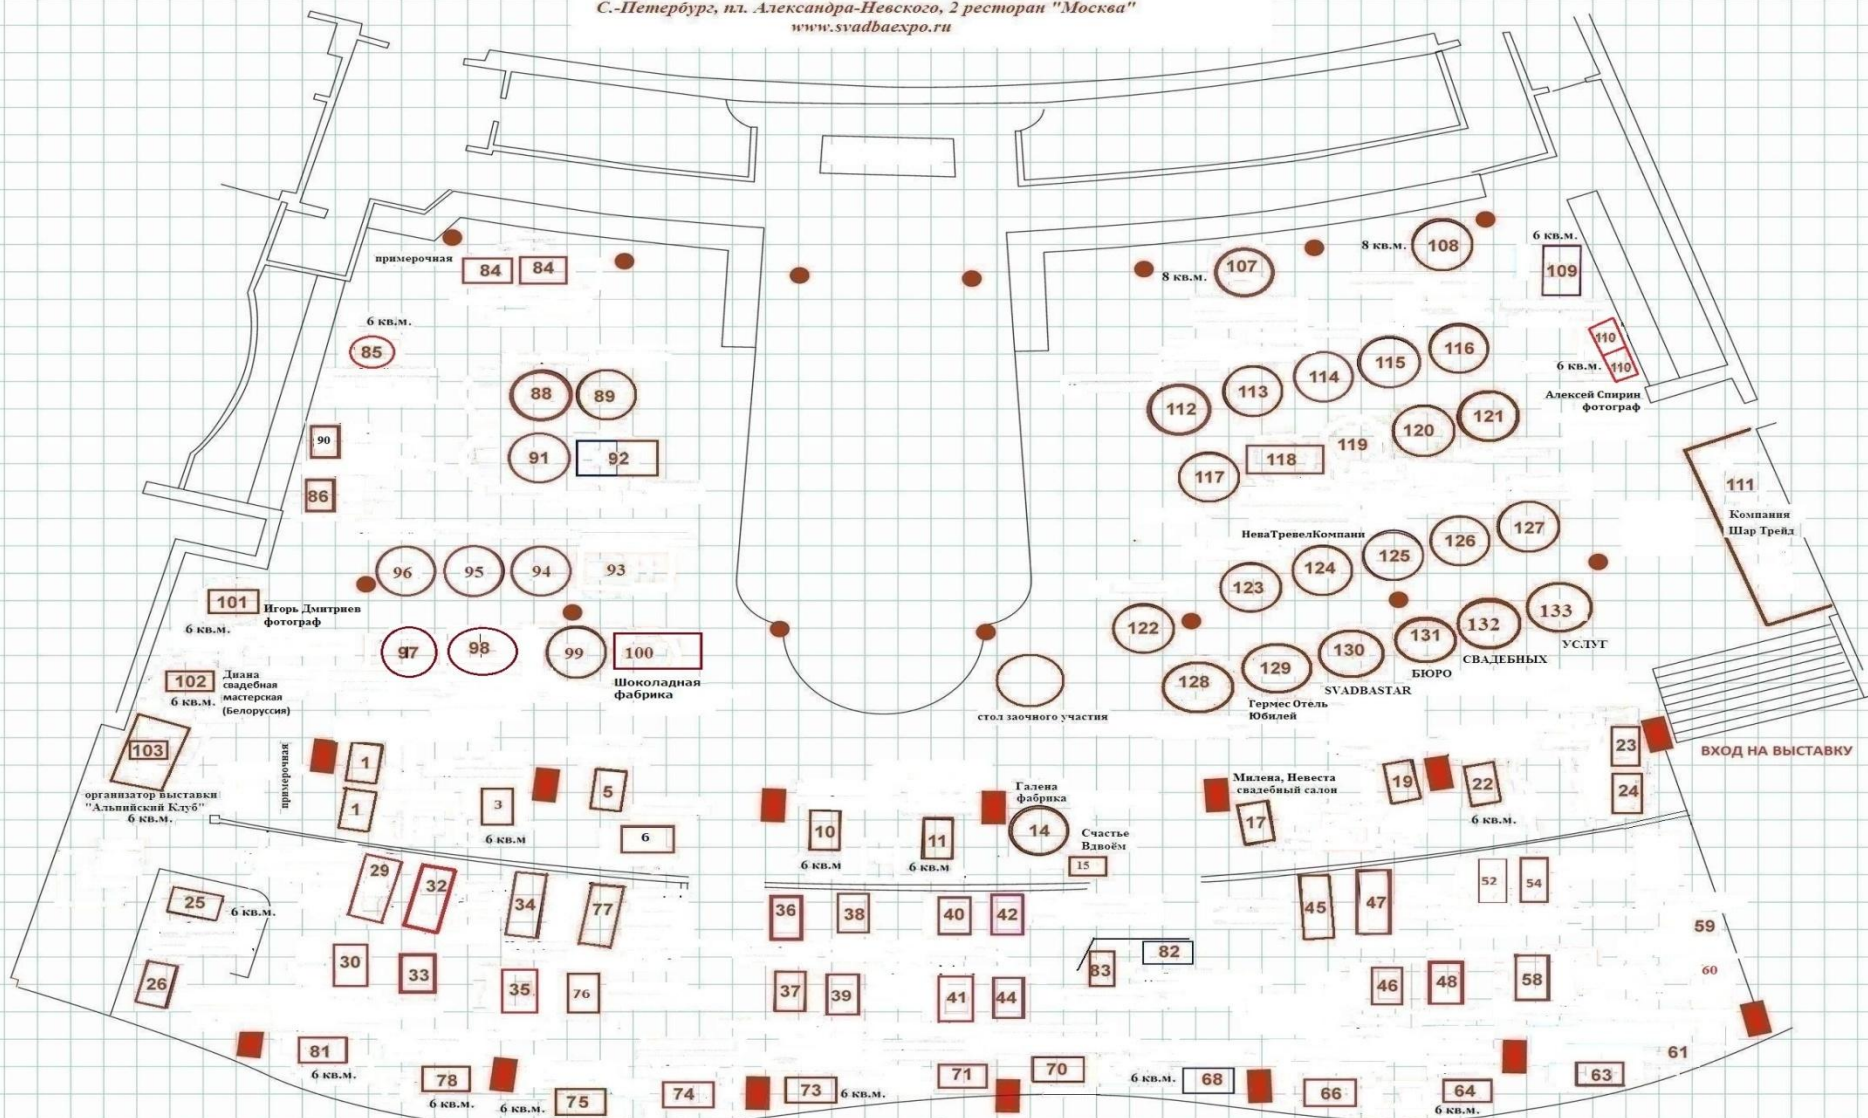 С.-Петербург, пл. Александра-Невского, 2 ресторан "Москва"
www.svadbaexpo.ru
примерочная
84
84
8 кв.м.
107
8 кв.м.
108
6 кв.м.
109
6 кв.м.
85
110
6 кв.м.
110
Алексей Спирин
фотограф
88
89
90
91
92
86
112
113
114
115
116
117
118
119
120
121
111
Компания
Шар Трейд
96
95
94
93
НеваТревелКомпани
123
124
125
126
127
101
Игорь Дмитриев
фотограф
6 кв.м.
97
98
99
100
Шоколадная
фабрика
102
Диана
свадебная
мастерская
(Белоруссия)
6 кв.м.
122
128
129
130
131
132
133
УСЛУГ
СВАДЕБНЫХ
БЮРО
SVADBASTAR
Гермес Отель
Юбилей
стол заочного участия
103
организатор выставки
"Альпийский Клуб"
6 кв.м.
примерочная
1
1
3
6 кв.м
5
6
10
6 кв.м
11
6 кв.м
Галена
фабрика
14
Счастье
Вдвоём
15
Милена, Невеста
свадебный салон
17
19
22
6 кв.м.
23
24
ВХОД НА ВЫСТАВКУ
25
6 кв.м.
26
29
32
34
77
36
38
40
42
45
47
52
54
59
30
33
35
76
37
39
41
44
83
82
46
48
58
60
61
81
6 кв.м.
78
6 кв.м.
6 кв.м.
75
74
73
6 кв.м.
71
70
6 кв.м.
68
66
64
6 кв.м.
63